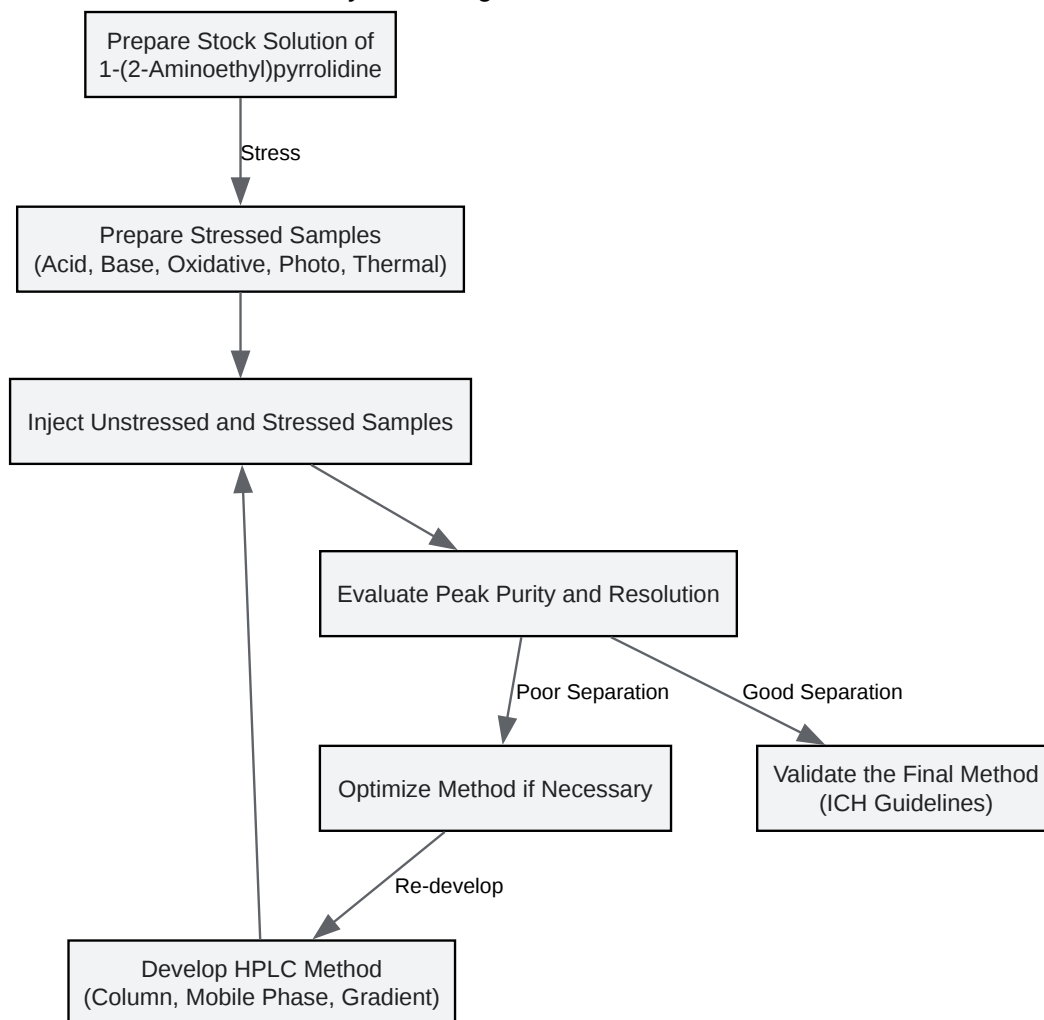 Prepare Stock Solution of
1-(2-Aminoethyl)pyrrolidine
Stress
Prepare Stressed Samples
(Acid, Base, Oxidative, Photo, Thermal)
Inject Unstressed and Stressed Samples
Evaluate Peak Purity and Resolution
Poor Separation
Good Separation
Optimize Method if Necessary
Validate the Final Method
(ICH Guidelines)
Re-develop
Develop HPLC Method
(Column, Mobile Phase, Gradient)